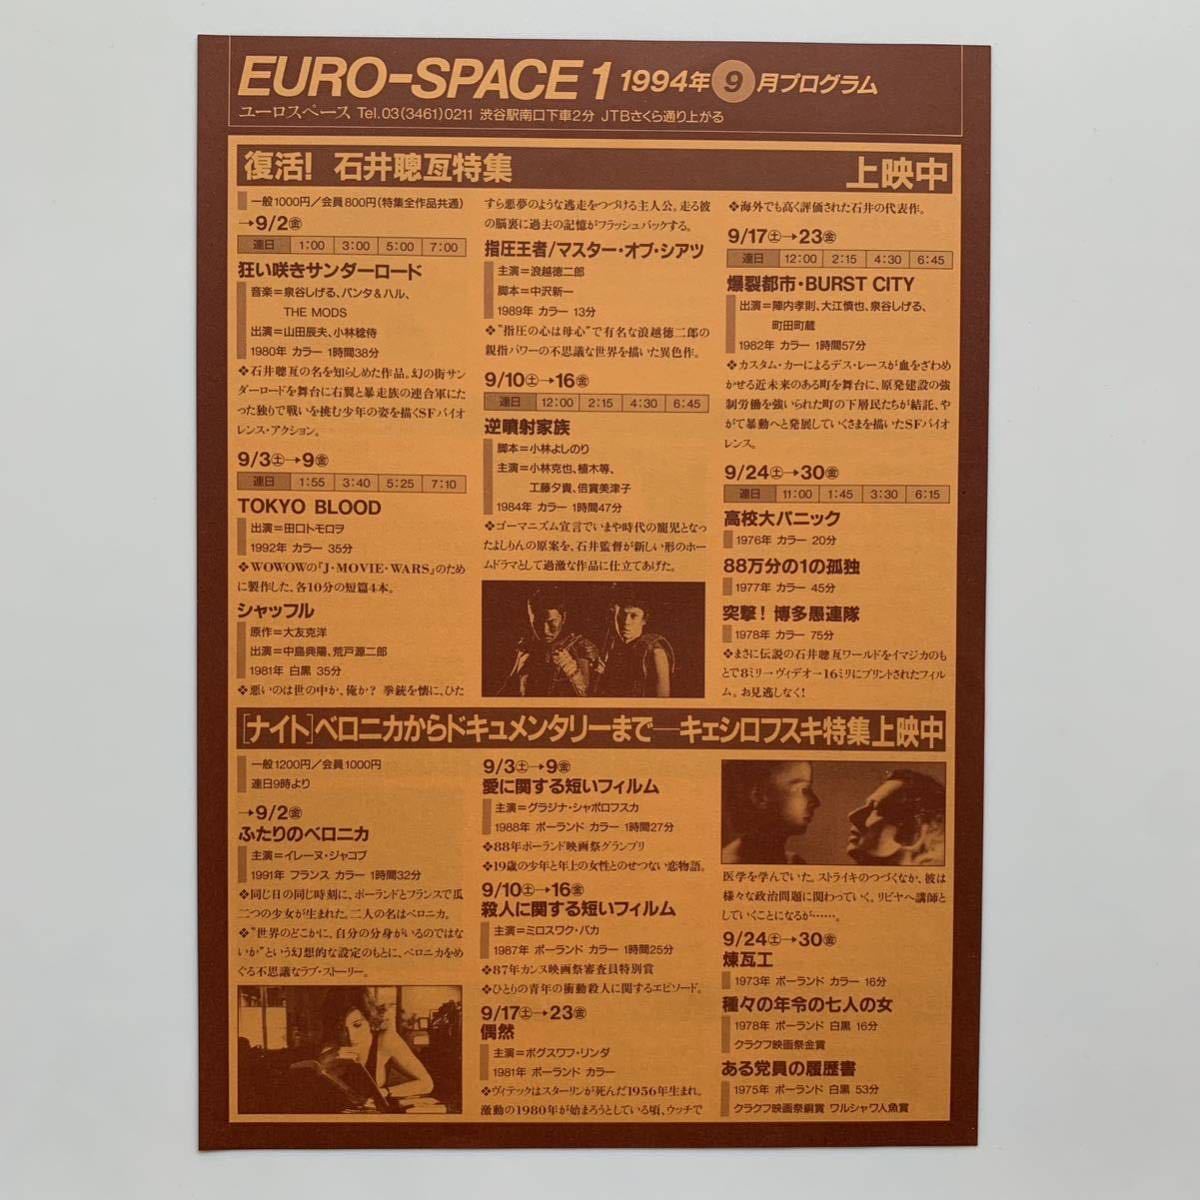 EURO-SPACE 1 1994年9月プログラム
ユーロスペース Tel.03(3461)0211 渋谷駅南口下車2分 JTBさくら通り上がる
復活! 石井聰亙特集 上映中
一般1000円/会員800円(特集全作品共通)
→9/2㊎
連日 1:00 3:00 5:00 7:00
狂い咲きサンダーロード
音楽=泉谷しげる、パンタ&ハル、
THE MODS
出演=山田辰夫、小林稔侍
1980年 カラー 1時間38分
❖石井聰亙の名を知らしめた作品。幻の街サン
ダーロードを舞台に右翼と暴走族の連合軍にた
った独りで戦いを挑む少年の姿を描くSFバイオ
レンス・アクション。
9/3㊏→9㊎
連日 1:55 3:40 5:25 7:10
TOKYO BLOOD
出演=田口トモロヲ
1992年 カラー 35分
❖WOWOWの『J・MOVIE・WARS』のため
に製作した、各10分の短篇4本。
シャッフル
原作=大友克洋
出演=中島典陽、荒戸源二郎
1981年 白黒 35分
❖悪いのは世の中か、俺か? 拳銃を懐に、ひた
すら悪夢のような逃走をつづける主人公。走る彼
の脳裏に過去の記憶がフラッシュバックする。
指圧王者/マスター・オブ・シアツ
主演=浪越徳二郎
脚本=中沢新一
1989年 カラー 13分
❖"指圧の心は母心"で有名な浪越徳二郎の
親指パワーの不思議な世界を描いた異色作。
9/10㊏→16㊎
連日 12:00 2:15 4:30 6:45
逆噴射家族
脚本=小林よしのり
主演=小林克也、植木等、
工藤夕貴、倍賞美津子
1984年 カラー 1時間47分
❖ゴーマニズム宣言でいまや時代の寵児となっ
たよしりんの原案を、石井監督が新しい形のホー
ムドラマとして過激な作品に仕立てあげた。
❖海外でも高く評価された石井の代表作。
9/17㊏→23㊎
連日 12:00 2:15 4:30 6:45
爆裂都市・BURST CITY
出演=陣内孝則、大江慎也、泉谷しげる、
町田町蔵
1982年 カラー 1時間57分
❖カスタム・カーによるデス・レースが血をざわめ
かせる近未来のある町を舞台に、原発建設の強
制労働を強いられた町の下層民たちが結託、や
がて暴動へと発展していくさまを描いたSFバイオ
レンス。
9/24㊏→30㊎
連日 11:00 1:45 3:30 6:15
高校大パニック
1976年 カラー 20分
88万分の1の孤独
1977年 カラー 45分
突撃! 博多愚連隊
1978年 カラー 75分
❖まさに伝説の石井聰亙ワールドをイマジカのも
とで8ミリ→ヴィデオ→16ミリにプリントされたフィル
ム。お見逃しなく!
[ナイト]ベロニカからドキュメンタリーまで―キェシロフスキ特集上映中
一般1200円/会員1000円
連日9時より
→9/2㊎
ふたりのベロニカ
主演=イレーヌ・ジャコブ
1991年 フランス カラー 1時間32分
❖同じ日の同じ時刻に、ポーランドとフランスで瓜
二つの少女が生まれた。二人の名はベロニカ。
❖"世界のどこかに、自分の分身がいるのではな
いか"という幻想的な設定のもとに、ベロニカをめ
ぐる不思議なラブ・ストーリー。
9/3㊏→9㊎
愛に関する短いフィルム
主演=グラジナ・シャポロフスカ
1988年 ポーランド カラー 1時間27分
❖88年ポーランド映画祭グランプリ
❖19歳の少年と年上の女性とのせつない恋物語。
9/10㊏→16㊎
殺人に関する短いフィルム
主演=ミロスワク・バカ
1987年 ポーランド カラー 1時間25分
❖87年カンヌ映画祭審査員特別賞
❖ひとりの青年の衝動殺人に関するエピソード。
9/17㊏→23㊎
偶然
主演=ボグスワフ・リンダ
1981年 ポーランド カラー
❖ヴィテックはスターリンが死んだ1956年生まれ。
激動の1980年が始まろうとしている頃、ウッチで
医学を学んでいた。ストライキのつづくなか、彼は
様々な政治問題に関わっていく。リビヤへ講師と
していくことになるが……。
9/24㊏→30㊎
煉瓦工
1973年 ポーランド カラー 16分
種々の年令の七人の女
1978年 ポーランド 白黒 16分
クラクフ映画祭金賞
ある党員の履歴書
1975年 ポーランド 白黒 53分
クラクフ映画祭銅賞 ワルシャワ人魚賞